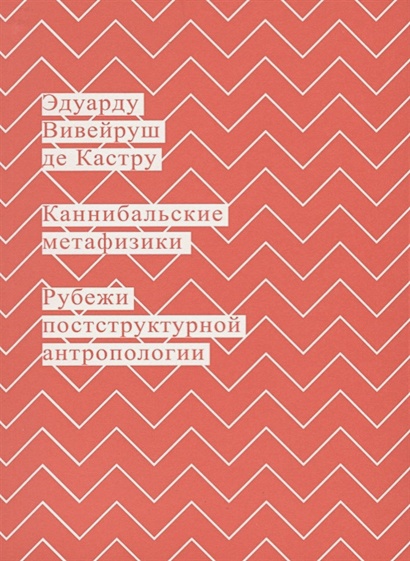 Эдуарду
Вивейруш
де Кастру
Каннибальские
метафизики
Рубежи
постструктурной
антропологии